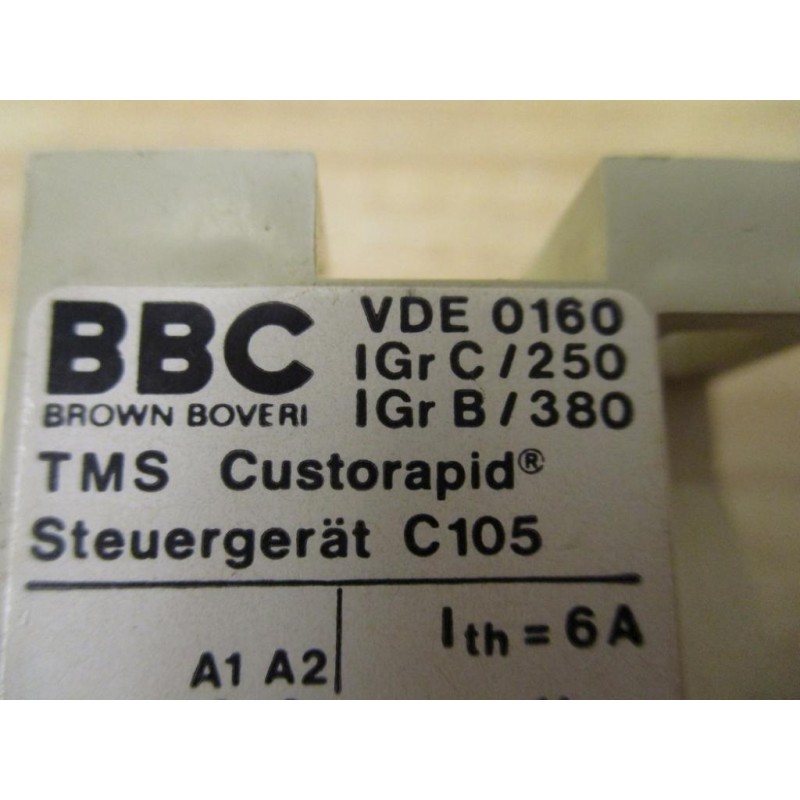 BBC VDE 0160
IGr C / 250
BROWN BOVERI IGr B / 380
TMS Custorapid®
Steuergerät C105
Ith = 6A
A1 A2